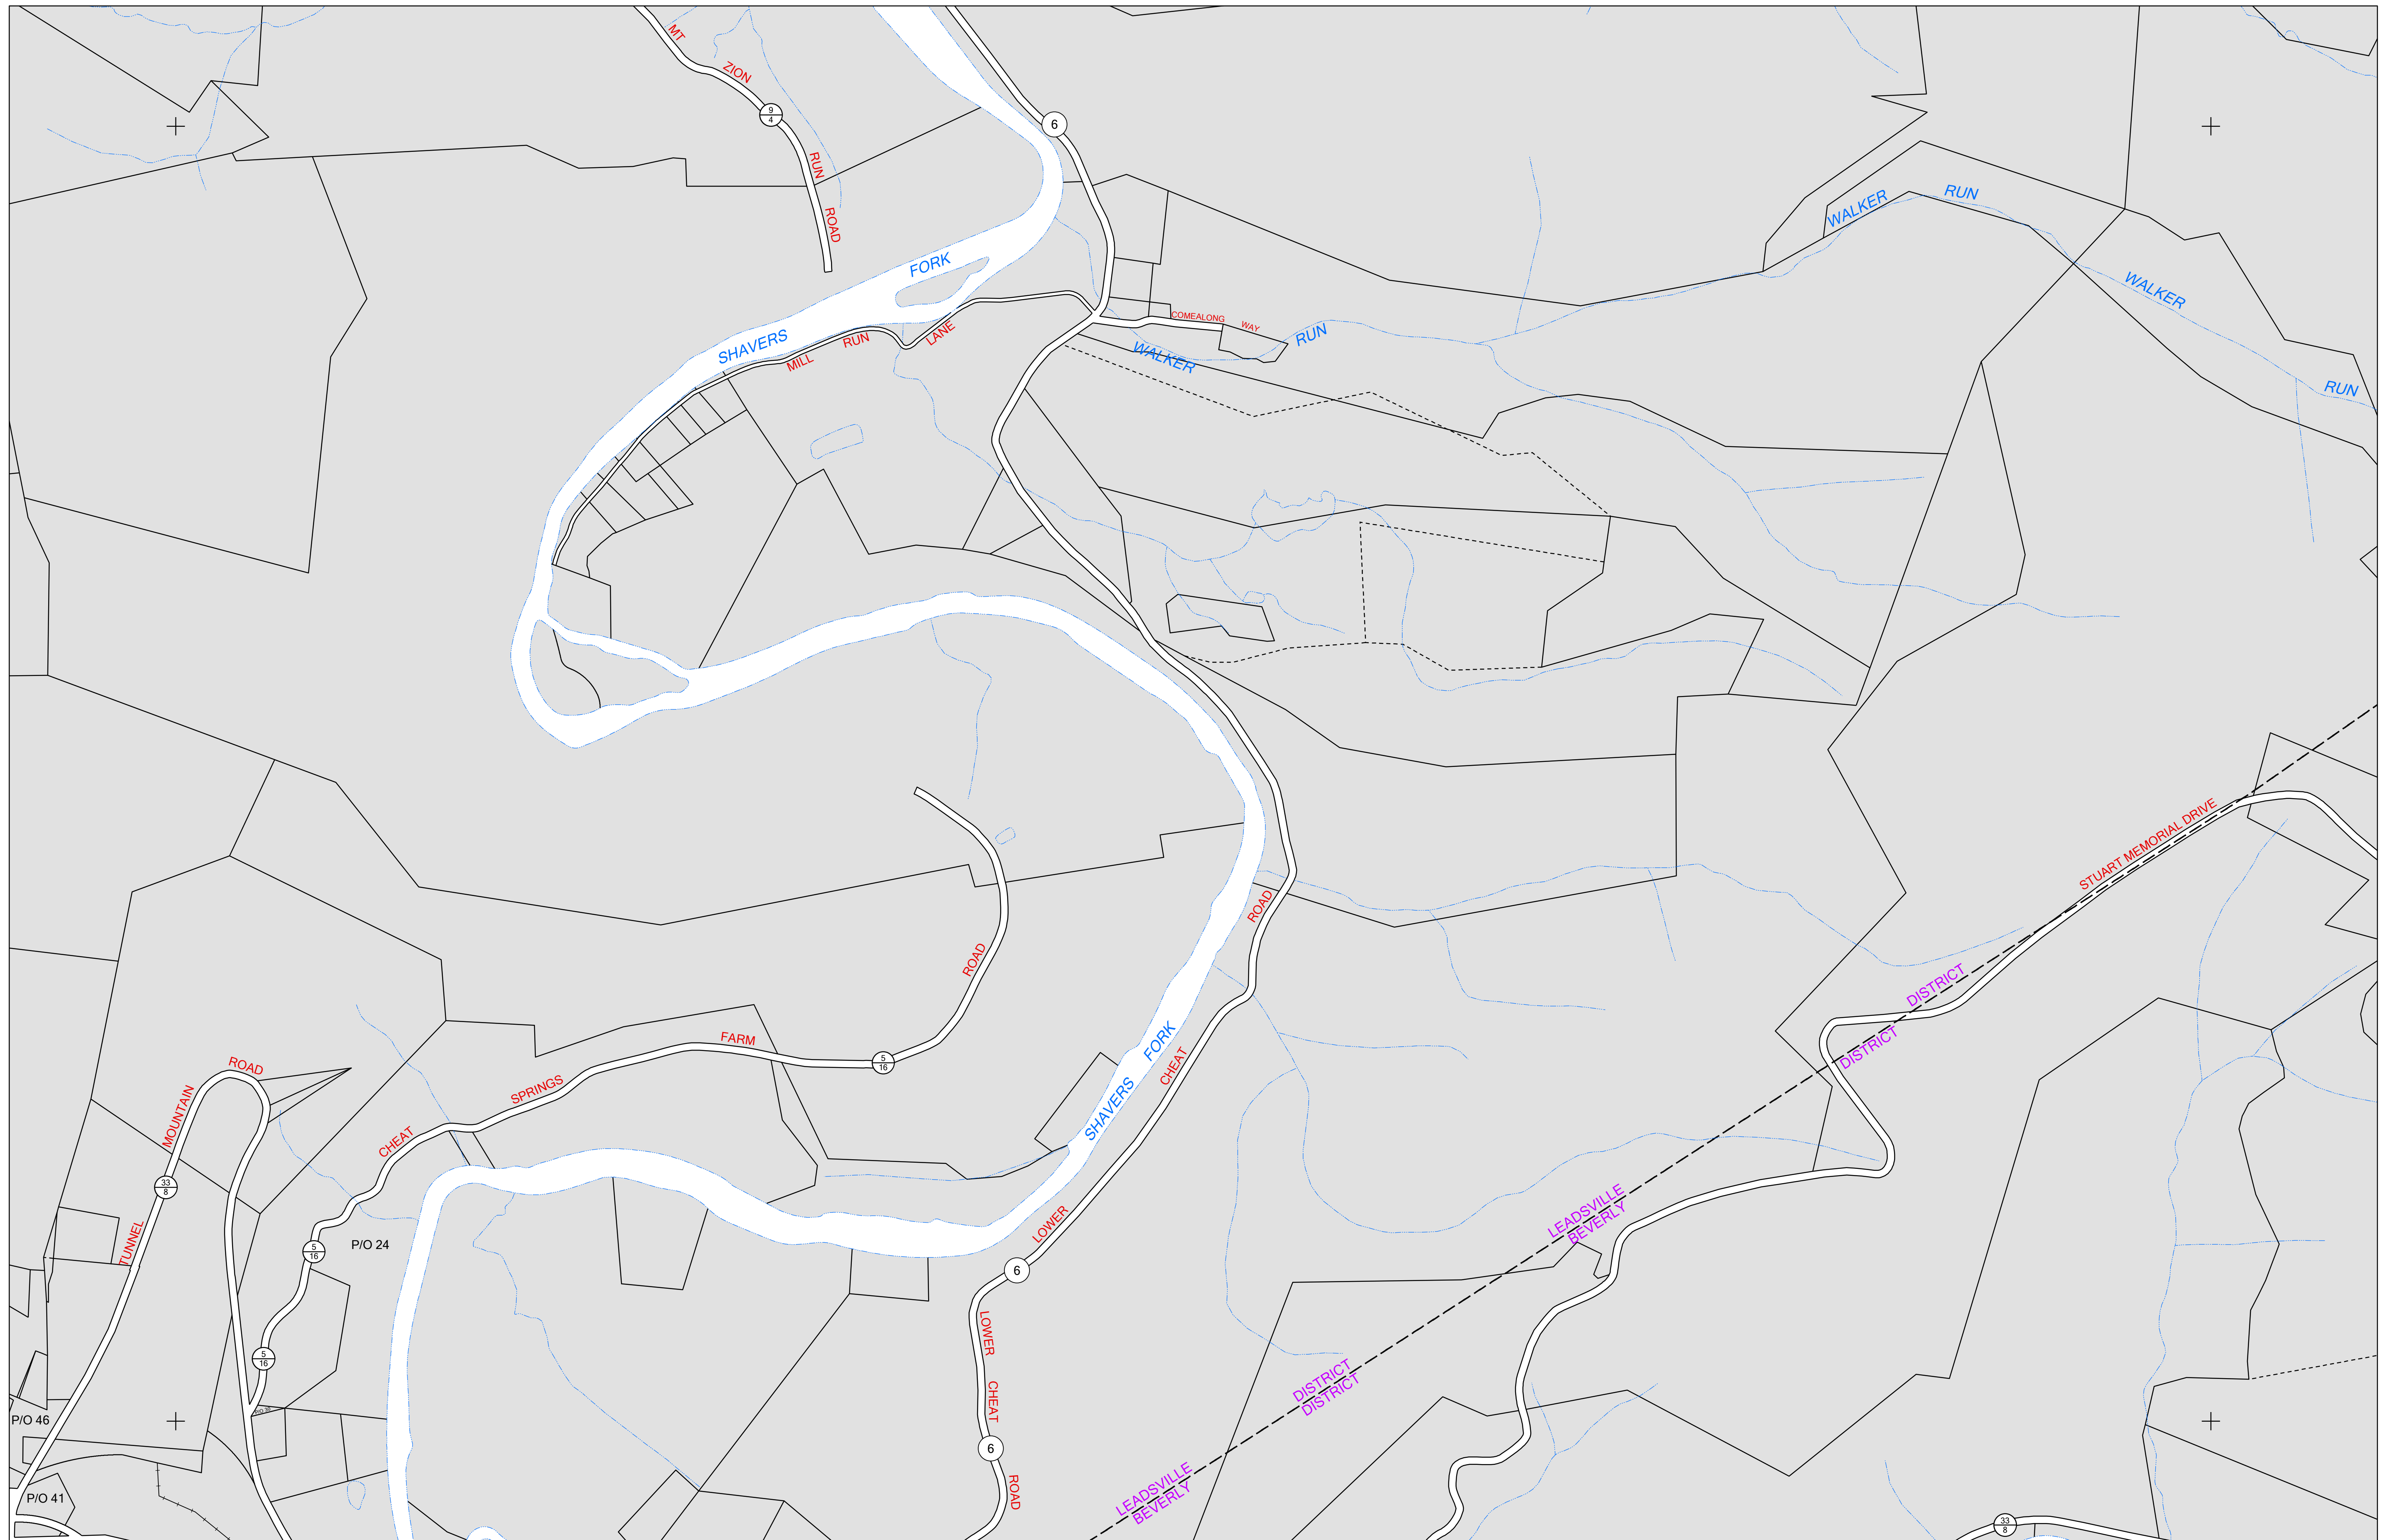 MT
ZION
9
4
RUN
ROAD
6
WALKER
RUN
FORK
WALKER
COMEALONG
WAY
RUN
SHAVERS
RUN
LANE
MILL
WALKER
RUN
STUART MEMORIAL DRIVE
ROAD
ROAD
DISTRICT
DISTRICT
FORK
FARM
5
16
CHEAT
ROAD
SPRINGS
SHAVERS
MOUNTAIN
CHEAT
33
8
LEADSVILLE
BEVERLY
LOWER
TUNNEL
5
16
P/O 24
6
LOWER
5
16
DISTRICT
DISTRICT
CHEAT
P/O 46
6
P/O 41
ROAD
LEADSVILLE
BEVERLY
33
8